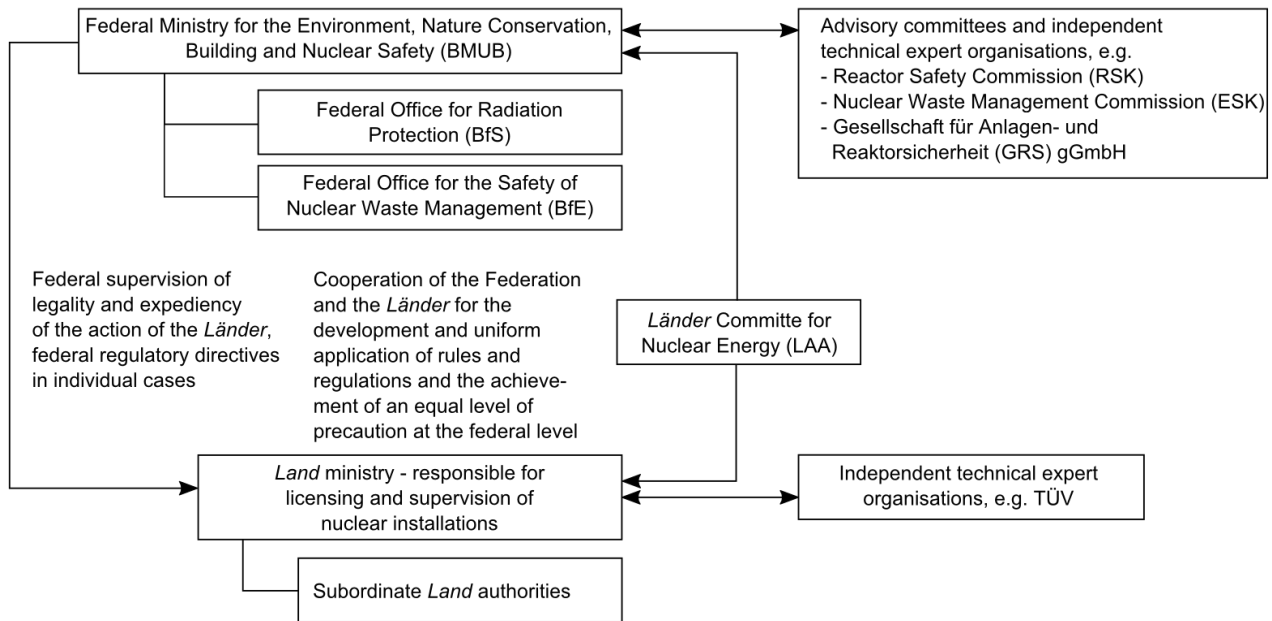 Federal Ministry for the Environment, Nature Conservation,
Building and Nuclear Safety (BMUB)
Advisory committees and independent
technical expert organisations, e.g.
- Reactor Safety Commission (RSK)
- Nuclear Waste Management Commission (ESK)
- Gesellschaft für Anlagen- und
Reaktorsicherheit (GRS) gGmbH
Federal Office for Radiation
Protection (BfS)
Federal Office for the Safety of
Nuclear Waste Management (BfE)
Federal supervision of
legality and expediency
of the action of the Länder,
federal regulatory directives
in individual cases
Cooperation of the Federation
and the Länder for the
development and uniform
application of rules and
regulations and the achieve-
ment of an equal level of
precaution at the federal level
Länder Committe for
Nuclear Energy (LAA)
Land ministry - responsible for
licensing and supervision of
nuclear installations
Independent technical expert
organisations, e.g. TÜV
Subordinate Land authorities